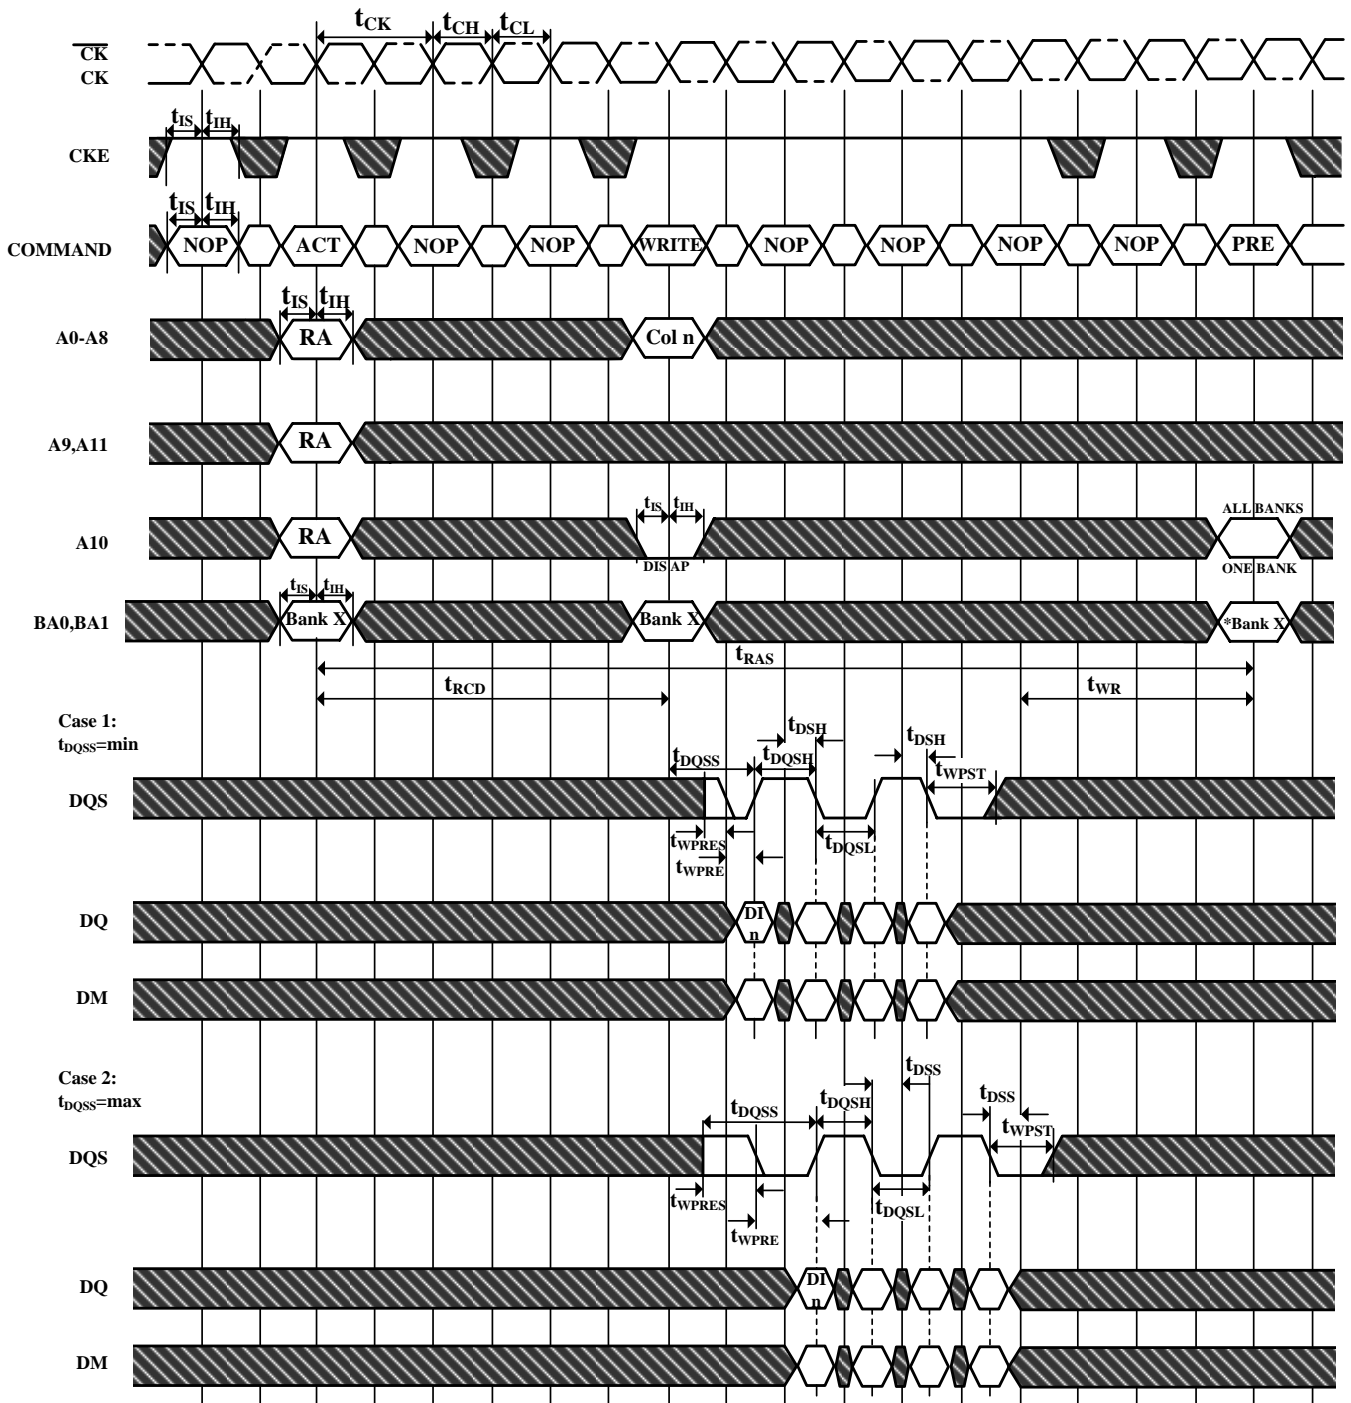 tCK tCH tCL
CK
CK
tIS tIH
CKE
tIS tIH
COMMAND NOP ACT NOP NOP WRITE NOP NOP NOP NOP PRE
tIS tIH
A0-A8 RA Col n
A9,A11 RA
tIS tIH ALL BANKS
A10 RA
DIS AP ONE BANK
tIS tIH
BA0,BA1 Bank X Bank X *Bank X
tRAS
tRCD tWR
Case 1:
tDQSS=min
tDSH tDSH
tDQSS tDQSH tWPST
DQS
tWPRES tDQSL
tWPRE
DQ DI
n
DM
Case 2:
tDQSS=max
tDSS tDSS
tDQSS tDQSH tWPST
DQS
tWPRES tDQSL
tWPRE
DQ DI
n
DM